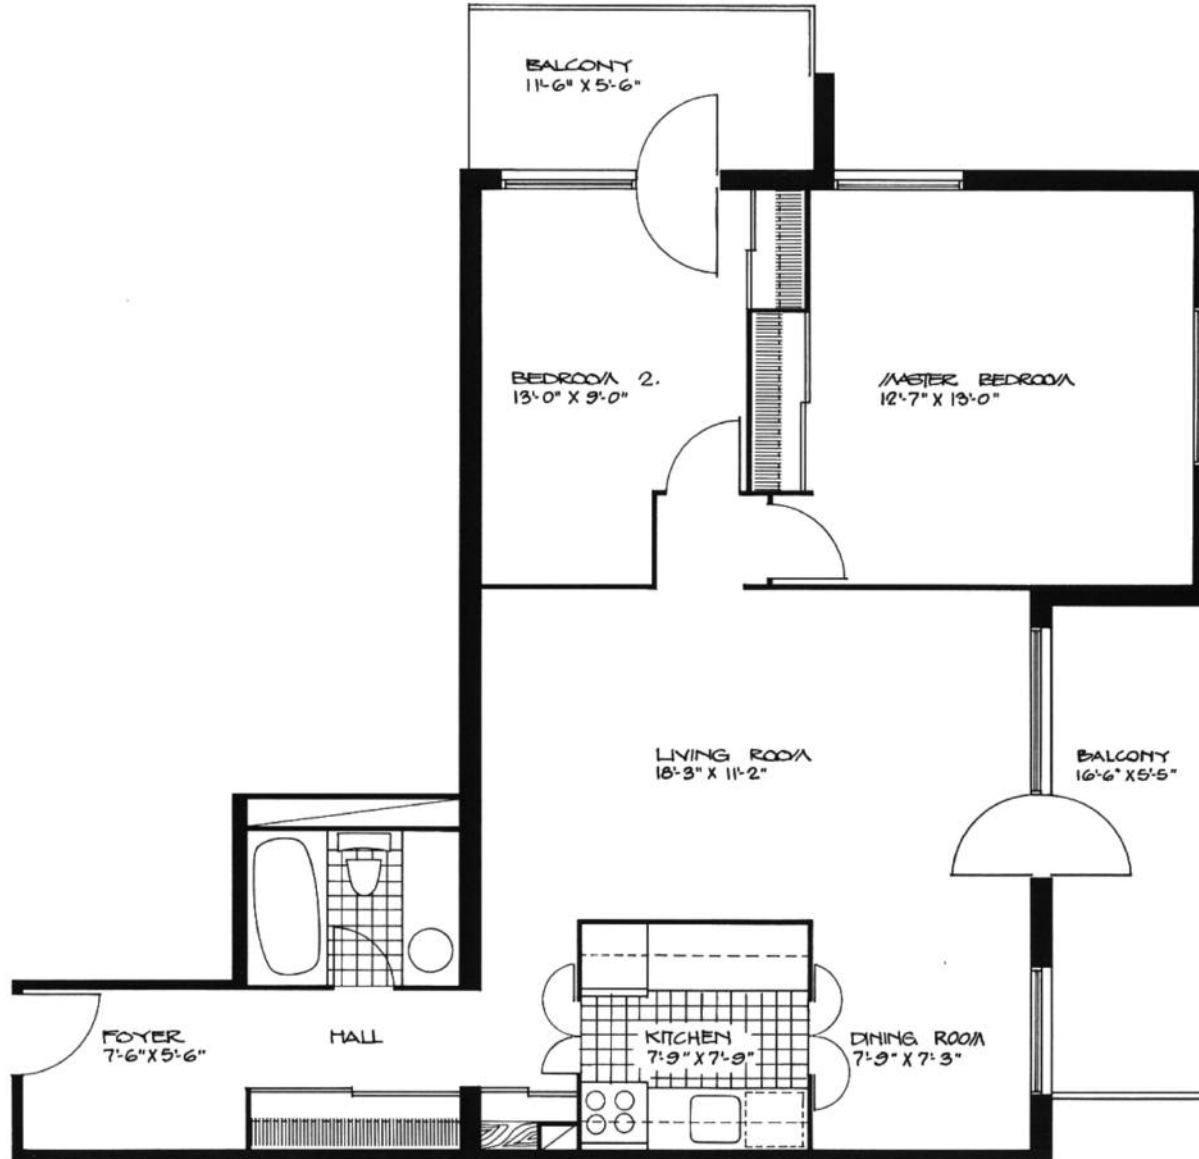 BALCONY
11'-6" X 5'-6"
BEDROOM 2.
13'-0" X 9'-0"
MASTER BEDROOM
12'-7" X 13'-0"
LIVING ROOM
18'-3" X 11'-2"
BALCONY
16'-6" X 5'-5"
FOYER
7'-6" X 5'-6"
HALL
KITCHEN
7'-9" X 7'-9"
DINING ROOM
7'-9" X 7'-3"